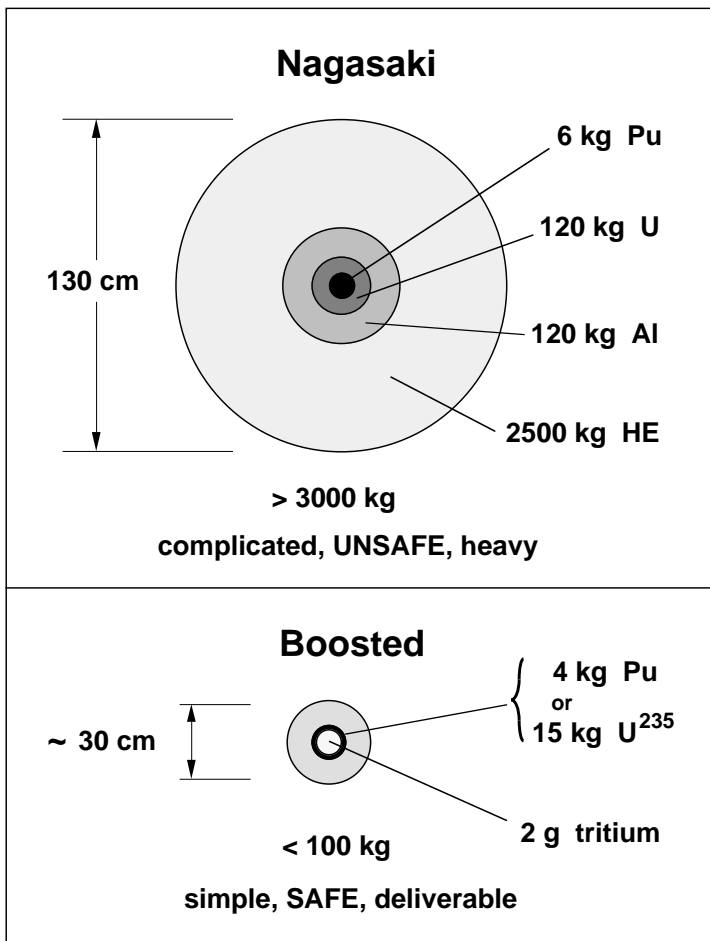 Nagasaki
6 kg Pu
120 kg U
130 cm
120 kg Al
2500 kg HE
> 3000 kg
complicated, UNSAFE, heavy
Boosted
4 kg Pu
or
~ 30 cm
15 kg U²³⁵
2 g tritium
< 100 kg
simple, SAFE, deliverable